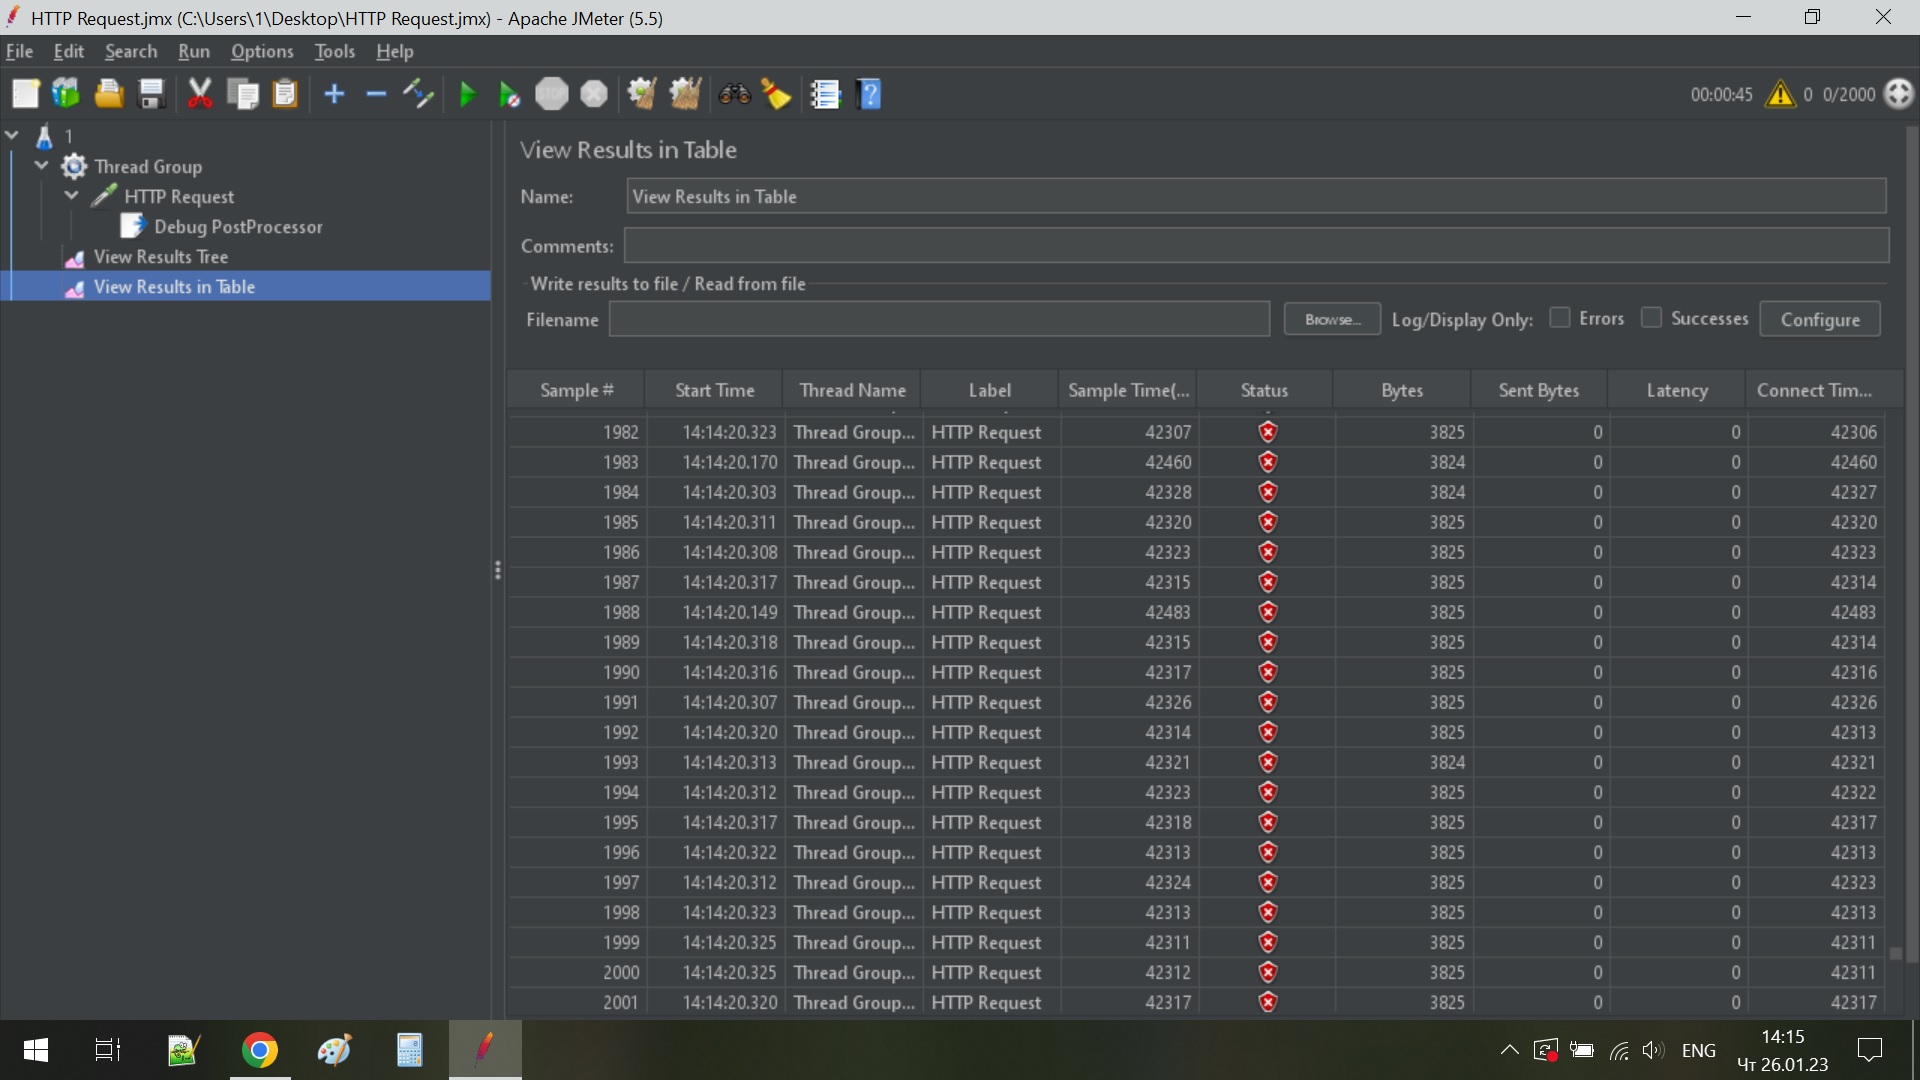 HTTP Request.jmx (C:\Users\1\Desktop\HTTP Request.jmx) - Apache JMeter (5.5)
File Edit Search Run Options Tools Help
STOP 00:00:45 0 0/2000
1
Thread Group
HTTP Request
Debug PostProcessor
View Results Tree
View Results in Table
View Results in Table
Name: View Results in Table
Comments:
Write results to file / Read from file
Filename Browse... Log/Display Only: Errors Successes Configure
Sample # Start Time Thread Name Label Sample Time(... Status Bytes Sent Bytes Latency Connect Tim...
1982 14:14:20.323 Thread Group... HTTP Request 42307 3825 0 0 42306
1983 14:14:20.170 Thread Group... HTTP Request 42460 3824 0 0 42460
1984 14:14:20.303 Thread Group... HTTP Request 42328 3824 0 0 42327
1985 14:14:20.311 Thread Group... HTTP Request 42320 3825 0 0 42320
1986 14:14:20.308 Thread Group... HTTP Request 42323 3825 0 0 42323
1987 14:14:20.317 Thread Group... HTTP Request 42315 3825 0 0 42314
1988 14:14:20.149 Thread Group... HTTP Request 42483 3825 0 0 42483
1989 14:14:20.318 Thread Group... HTTP Request 42315 3825 0 0 42314
1990 14:14:20.316 Thread Group... HTTP Request 42317 3825 0 0 42316
1991 14:14:20.307 Thread Group... HTTP Request 42326 3825 0 0 42326
1992 14:14:20.320 Thread Group... HTTP Request 42314 3825 0 0 42313
1993 14:14:20.313 Thread Group... HTTP Request 42321 3824 0 0 42321
1994 14:14:20.312 Thread Group... HTTP Request 42323 3825 0 0 42322
1995 14:14:20.317 Thread Group... HTTP Request 42318 3825 0 0 42317
1996 14:14:20.322 Thread Group... HTTP Request 42313 3825 0 0 42313
1997 14:14:20.312 Thread Group... HTTP Request 42324 3825 0 0 42323
1998 14:14:20.323 Thread Group... HTTP Request 42313 3825 0 0 42313
1999 14:14:20.325 Thread Group... HTTP Request 42311 3825 0 0 42311
2000 14:14:20.325 Thread Group... HTTP Request 42312 3825 0 0 42311
2001 14:14:20.320 Thread Group... HTTP Request 42317 3825 0 0 42317
ENG
14:15
Чт 26.01.23